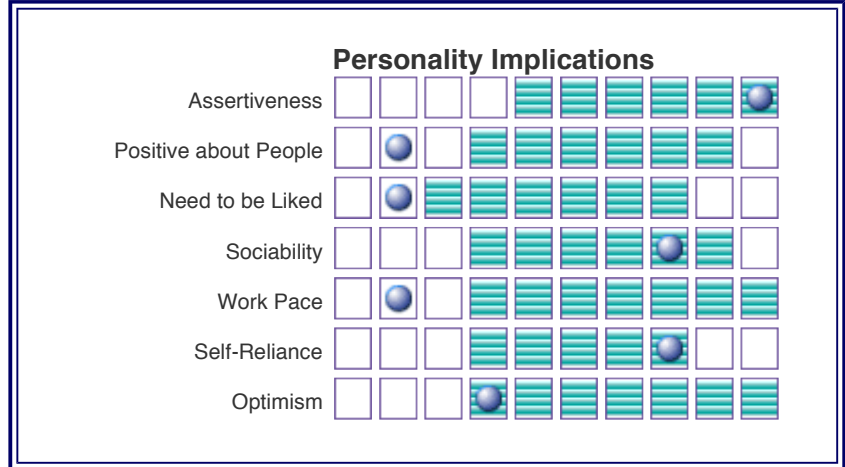 Personality Implications
Assertiveness
Positive about People
Need to be Liked
Sociability
Work Pace
Self-Reliance
Optimism